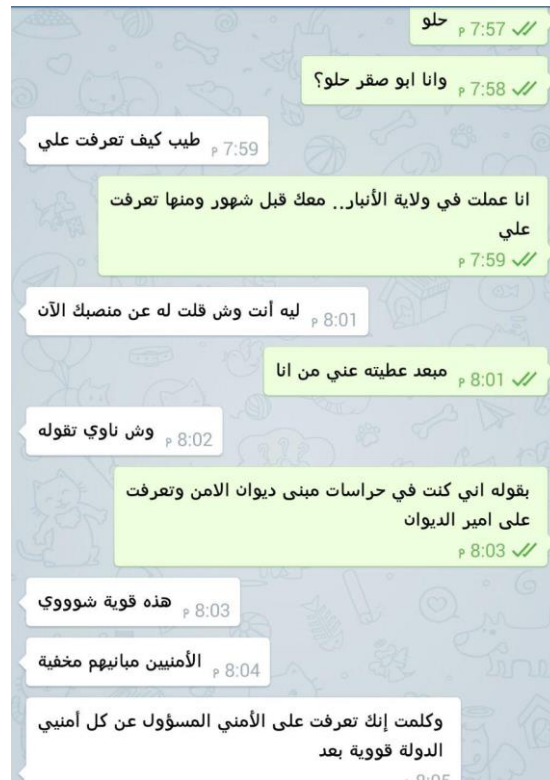 حلو
7:57 م
وانا ابو صقر حلو؟
7:58 م
طيب كيف تعرفت علي
7:59 م
انا عملت في ولاية الأنبار.. معك قبل شهور ومنها تعرفت
علي
7:59 م
ليه أنت وش قلت له عن منصبك الآن
8:01 م
مبعد عطيته عني من انا
8:01 م
وش ناوي تقوله
8:02 م
بقوله اني كنت في حراسات مبنى ديوان الامن وتعرفت
على امير الديوان
8:03 م
هذه قوية شوووي
8:03 م
الأمنيين مبانيهم مخفية
8:04 م
وكلمت إنك تعرفت على الأمني المسؤول عن كل أمنيي
الدولة قووية بعد